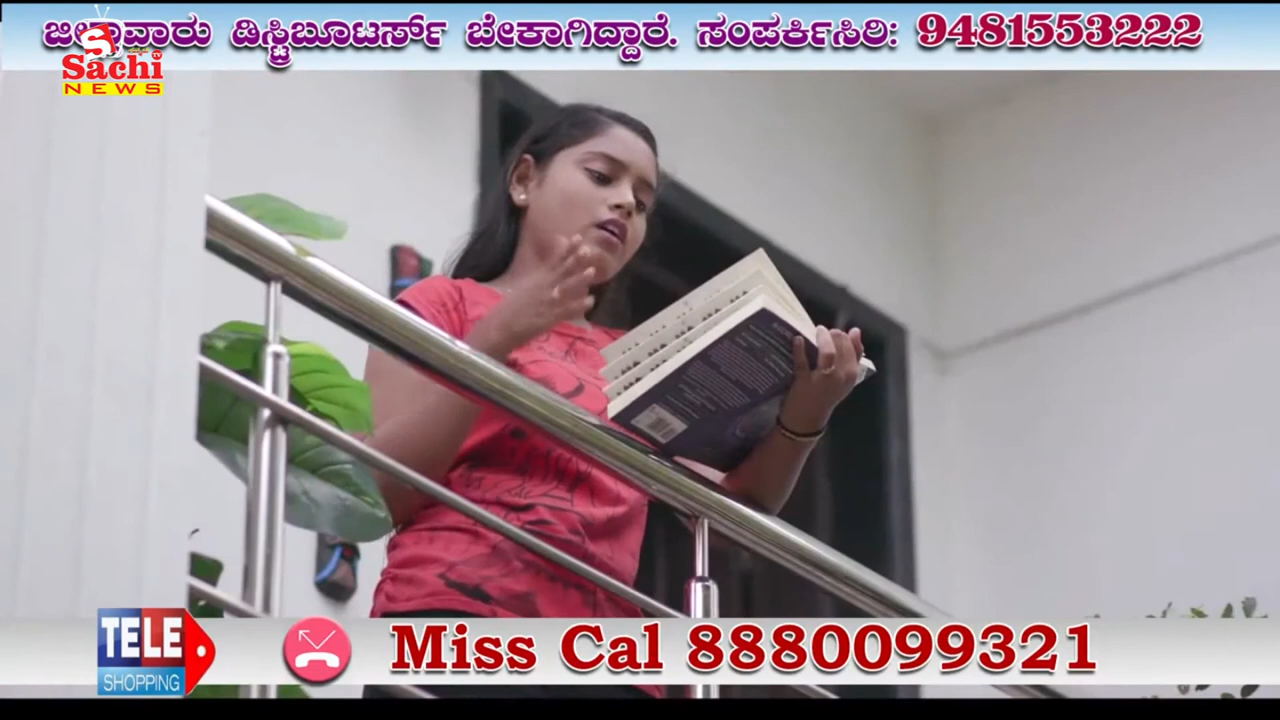 ಜಿಲ್ಲಾವಾರು ಡಿಸ್ಟ್ರಿಬೂಟರ್ಸ್ ಬೇಕಾಗಿದ್ದಾರೆ. ಸಂಪರ್ಕಿಸಿರಿ: 9481553222
Sachi
NEWS
TELE
SHOPPING
Miss Cal 8880099321